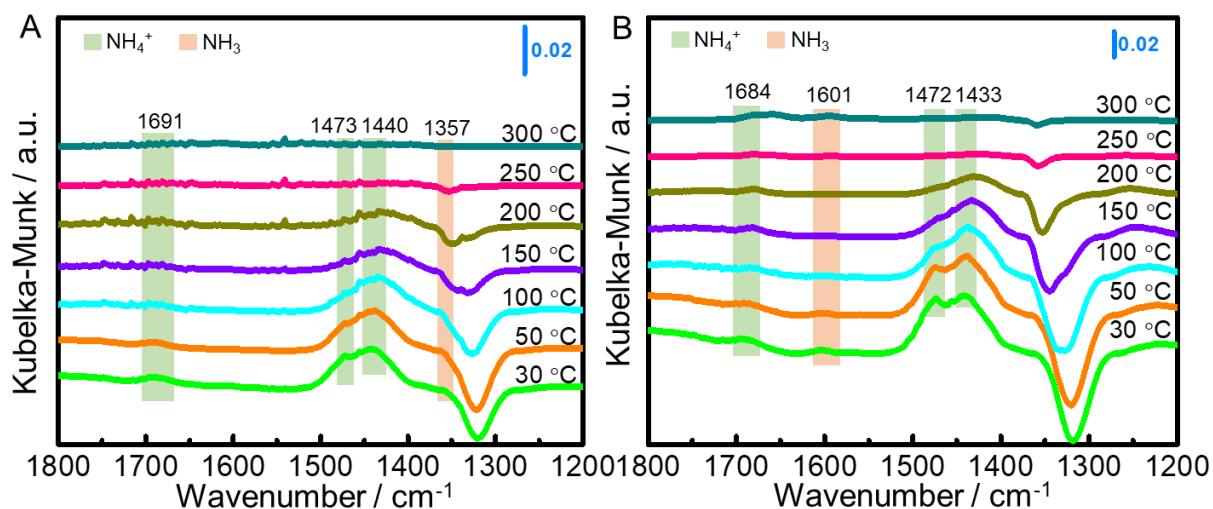 A
NH₄⁺ NH₃
0.02
1691 1473 1440 1357
300 °C
250 °C
200 °C
150 °C
100 °C
50 °C
30 °C
Kubelka-Munk / a.u.
1800 1700 1600 1500 1400 1300 1200
Wavenumber / cm⁻¹
B
NH₄⁺ NH₃
0.02
1684 1601 1472 1433
300 °C
250 °C
200 °C
150 °C
100 °C
50 °C
30 °C
Kubelka-Munk / a.u.
1800 1700 1600 1500 1400 1300 1200
Wavenumber / cm⁻¹